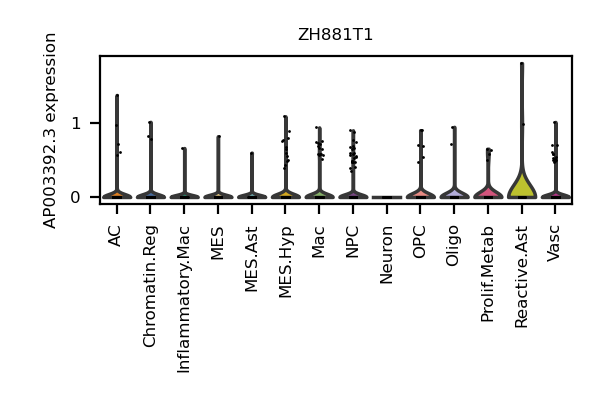 ZH881T1
AP003392.3 expression
1
0
AC
Chromatin.Reg
Inflammatory.Mac
MES
MES.Ast
MES.Hyp
Mac
NPC
Neuron
OPC
Oligo
Prolif.Metab
Reactive.Ast
Vasc